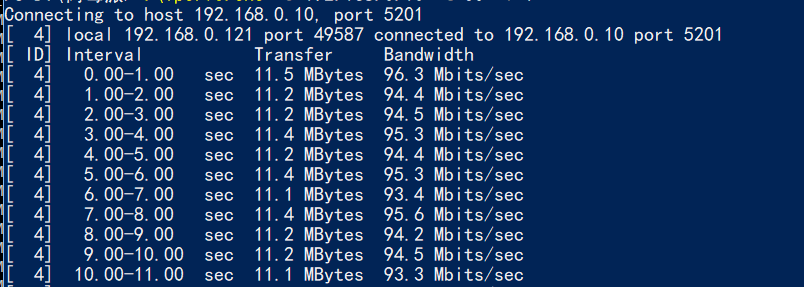 Connecting to host 192.168.0.10, port 5201
[  4] local 192.168.0.121 port 49587 connected to 192.168.0.10 port 5201
[ ID] Interval           Transfer     Bandwidth
[  4]   0.00-1.00   sec  11.5 MBytes  96.3 Mbits/sec
[  4]   1.00-2.00   sec  11.2 MBytes  94.4 Mbits/sec
[  4]   2.00-3.00   sec  11.2 MBytes  94.5 Mbits/sec
[  4]   3.00-4.00   sec  11.4 MBytes  95.3 Mbits/sec
[  4]   4.00-5.00   sec  11.2 MBytes  94.4 Mbits/sec
[  4]   5.00-6.00   sec  11.4 MBytes  95.3 Mbits/sec
[  4]   6.00-7.00   sec  11.1 MBytes  93.4 Mbits/sec
[  4]   7.00-8.00   sec  11.4 MBytes  95.6 Mbits/sec
[  4]   8.00-9.00   sec  11.2 MBytes  94.2 Mbits/sec
[  4]   9.00-10.00  sec  11.2 MBytes  94.5 Mbits/sec
[  4]  10.00-11.00  sec  11.1 MBytes  93.3 Mbits/sec